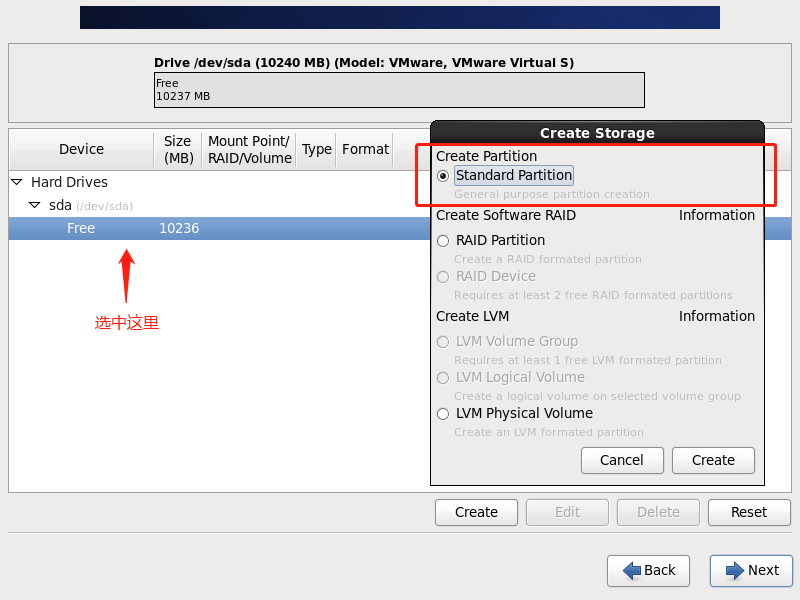 Drive /dev/sda (10240 MB) (Model: VMware, VMware Virtual S)
Free
10237 MB
Device
Size
(MB)
Mount Point/
RAID/Volume
Type
Format
Hard Drives
sda (/dev/sda)
Free 10236
选中这里
Create Storage
Create Partition
Standard Partition
General purpose partition creation
Create Software RAID Information
RAID Partition
Create a RAID formated partition
RAID Device
Requires at least 2 free RAID formated partitions
Create LVM Information
LVM Volume Group
Requires at least 1 free LVM formated partition
LVM Logical Volume
Create a logical volume on selected volume group
LVM Physical Volume
Create an LVM formated partition
Cancel Create
Create Edit Delete Reset
Back Next